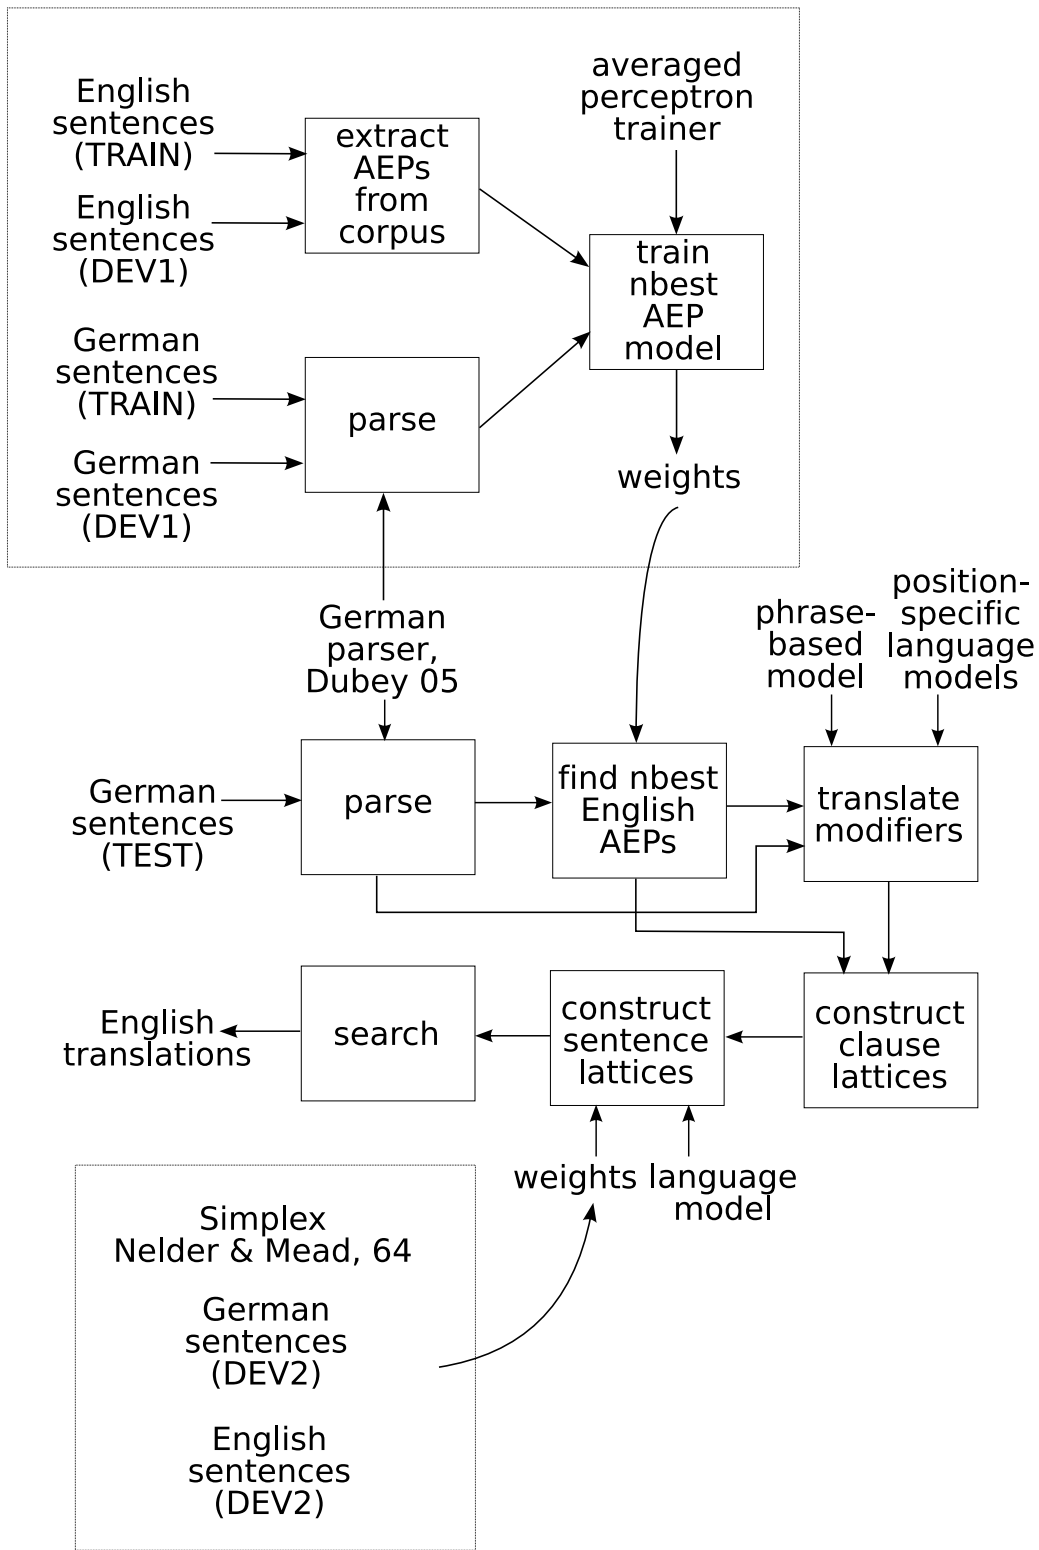 English
sentences
(TRAIN)
English
sentences
(DEV1)
extract
AEPs
from
corpus
averaged
perceptron
trainer
train
nbest
AEP
model
German
sentences
(TRAIN)
German
sentences
(DEV1)
parse
weights
German
parser,
Dubey 05
phrase-
based
model
position-
specific
language
models
German
sentences
(TEST)
parse
find nbest
English
AEPs
translate
modifiers
English
translations
search
construct
sentence
lattices
construct
clause
lattices
weights
language
model
Simplex
Nelder & Mead, 64
German
sentences
(DEV2)
English
sentences
(DEV2)